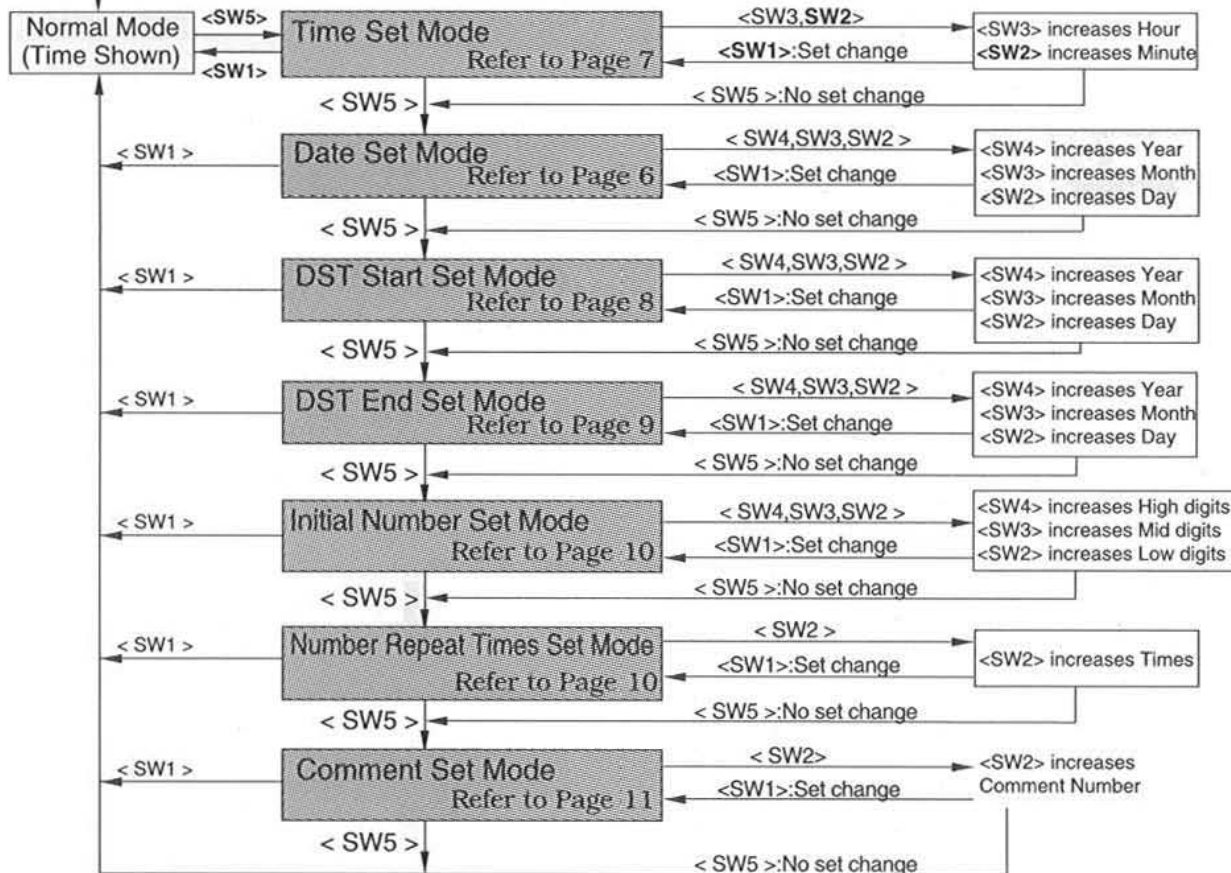 Normal Mode
(Time Shown)
<SW5>
<SW1>
Time Set Mode
Refer to Page 7
<SW3,SW2>
<SW1>:Set change
<SW3> increases Hour
<SW2> increases Minute
< SW5 >
< SW5 >:No set change
< SW1 >
Date Set Mode
Refer to Page 6
< SW4,SW3,SW2 >
<SW1>:Set change
<SW4> increases Year
<SW3> increases Month
<SW2> increases Day
< SW5 >
< SW5 >:No set change
< SW1 >
DST Start Set Mode
Refer to Page 8
< SW4,SW3,SW2 >
<SW1>:Set change
<SW4> increases Year
<SW3> increases Month
<SW2> increases Day
< SW5 >
< SW5 >:No set change
< SW1 >
DST End Set Mode
Refer to Page 9
< SW4,SW3,SW2 >
<SW1>:Set change
<SW4> increases Year
<SW3> increases Month
<SW2> increases Day
< SW5 >
< SW5 >:No set change
< SW1 >
Initial Number Set Mode
Refer to Page 10
< SW4,SW3,SW2 >
<SW1>:Set change
<SW4> increases High digits
<SW3> increases Mid digits
<SW2> increases Low digits
< SW5 >
< SW5 >:No set change
< SW1 >
Number Repeat Times Set Mode
Refer to Page 10
< SW2 >
<SW1>:Set change
<SW2> increases Times
< SW5 >
< SW5 >:No set change
< SW1 >
Comment Set Mode
Refer to Page 11
< SW2>
<SW1>:Set change
<SW2> increases
Comment Number
< SW5 >
< SW5 >:No set change